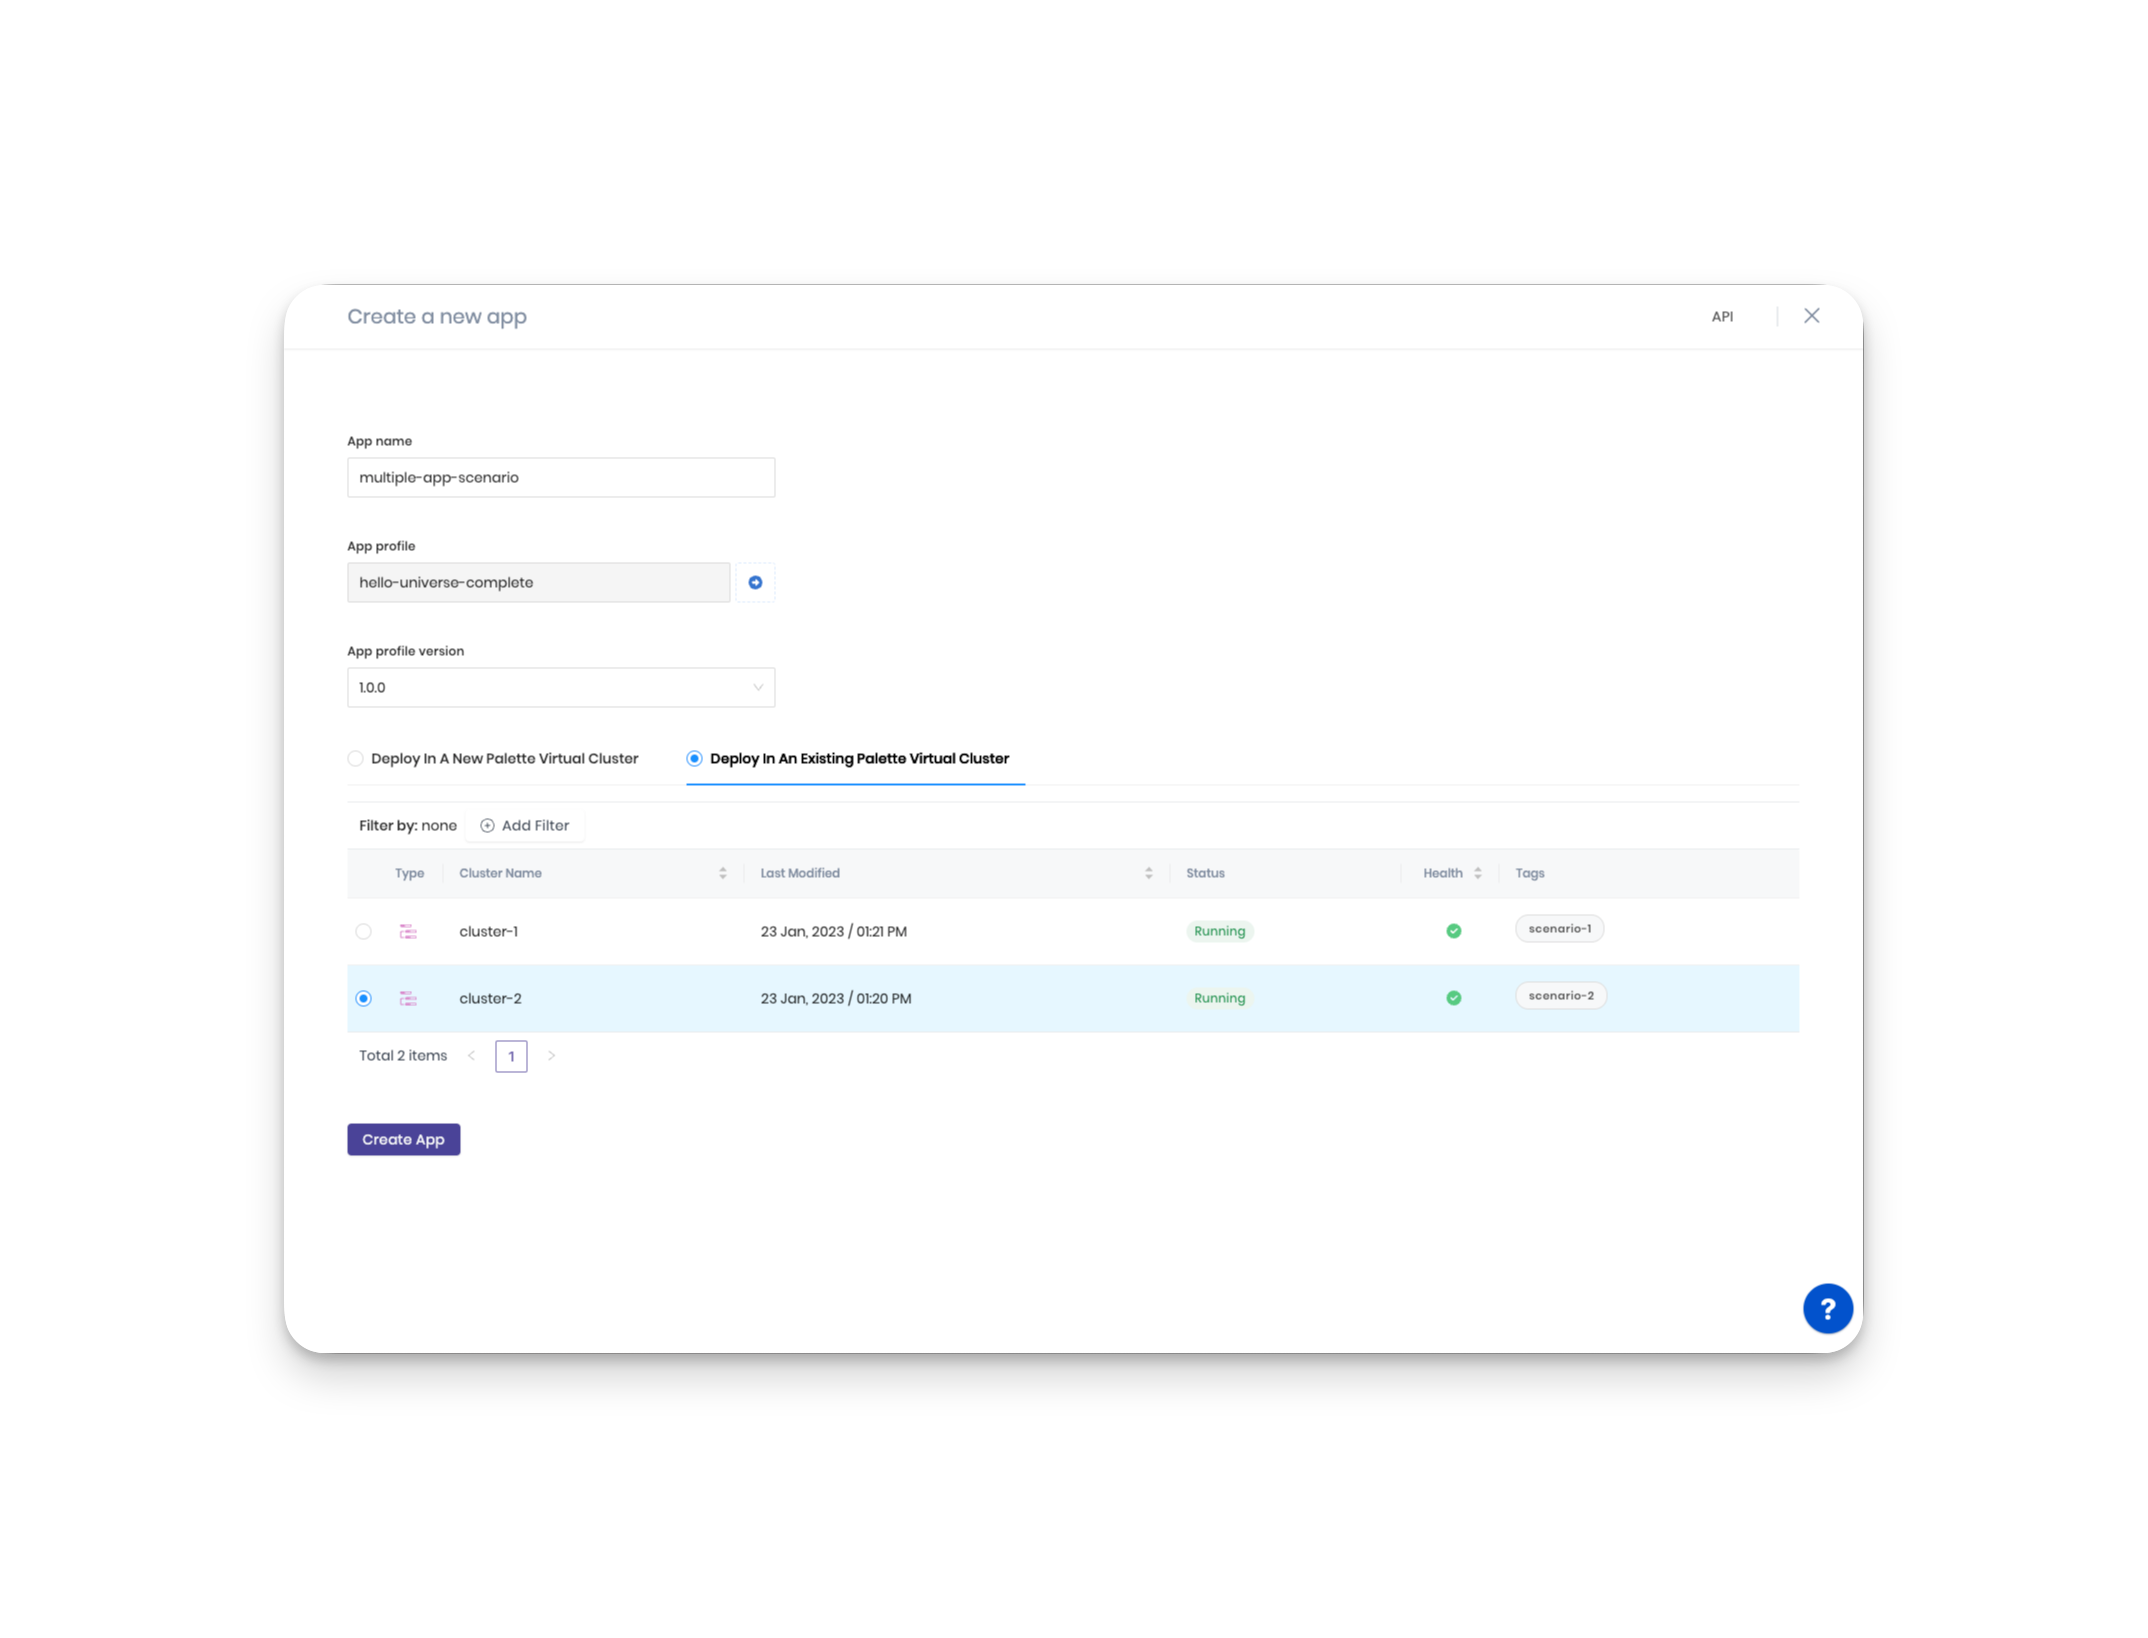 Create a new app API
App name
multiple-app-scenario
App profile
hello-universe-complete
App profile version
1.0.0
Deploy In A New Palette Virtual Cluster Deploy In An Existing Palette Virtual Cluster
Filter by: none Add Filter
Type Cluster Name Last Modified Status Health Tags
cluster-1 23 Jan, 2023 / 01:21 PM Running scenario-1
cluster-2 23 Jan, 2023 / 01:20 PM Running scenario-2
Total 2 items < 1 >
Create App
?